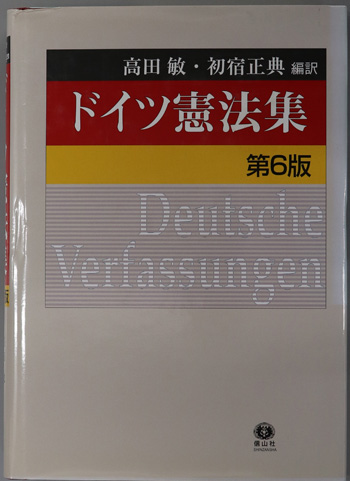 高田 敏・初宿正典 編訳
ドイツ憲法集
第6版
Deutsche
Verfassungen
信山社
SHINZANSHA